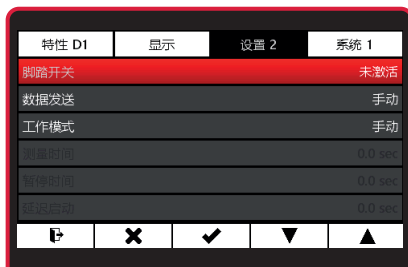 特性 D1 显示 设置 2 系统 1
脚踏开关 未激活
数据发送 手动
工作模式 手动
测量时间 0.0 sec
暂停时间 0.0 sec
延迟启动 0.0 sec